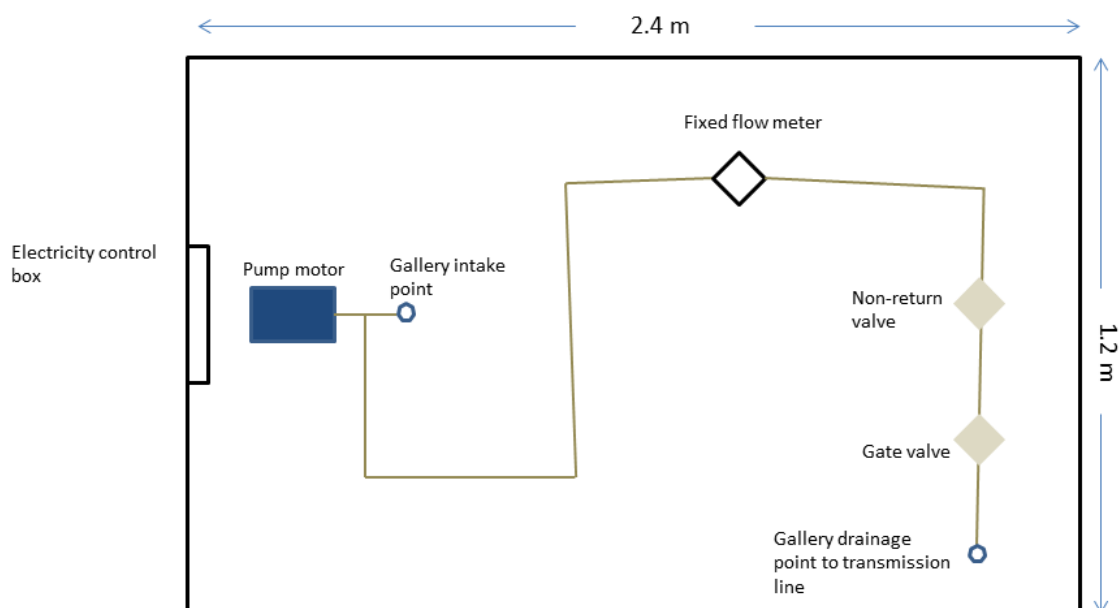 2.4 m
Fixed flow meter
Electricity control
box
Pump motor
Gallery intake
point
Non-return
valve
1.2 m
Gate valve
Gallery drainage
point to transmission
line